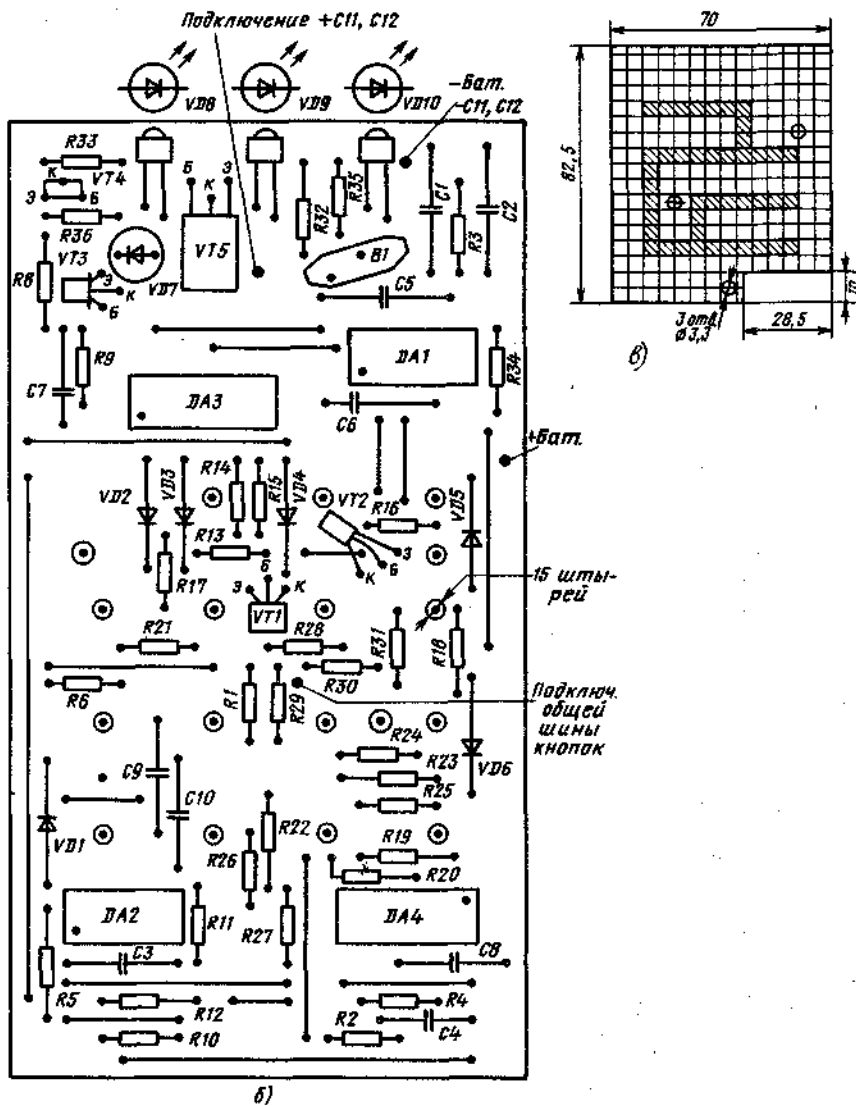 Подключение +C11, C12
70
VD8
VD9
VD10
-Бат.
-C11, C12
82,5
R33
VT4
К
Э
Б
R36
Б
К
Э
VT5
R32
R35
C1
R3
C2
R8
VT3
Э
К
Б
VD7
B1
C5
10
28,5
3 отв.
Ø3,3
в)
C7
R9
DA3
DA1
R34
C6
+Бат.
VD2
VD3
R14
R15
VD4
VT2
R16
VD5
R13
R17
Э
Б
К
VT1
Э
Б
К
15 штырей
R21
R28
R31
R18
R6
R1
R29
R30
Подключ.
общей
шины
кнопок
R24
R23
R25
VD6
C9
C10
VD1
R22
R26
R19
R20
DA2
R11
R27
DA4
C3
C8
R5
R12
R4
R10
R2
C4
б)